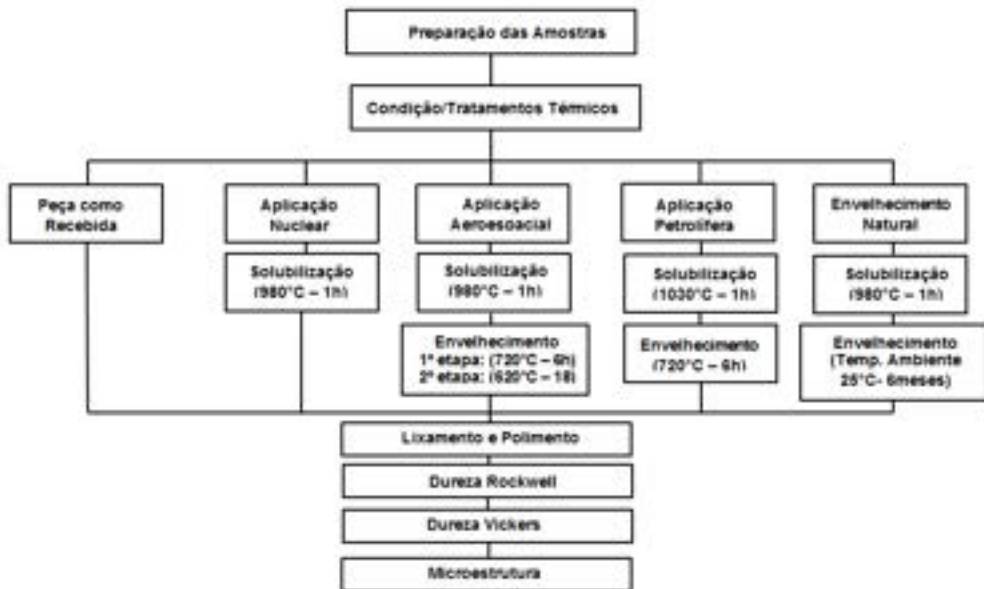 Preparação das Amostras
Condição/Tratamentos Térmicos
Peça como
Recebida
Aplicação
Nuclear
Solubilização
(980°C – 1h)
Aplicação
Aeroesoacial
Solubilização
(980°C – 1h)
Envelhecimento
1ª etapa: (720°C – 6h)
2ª etapa: (620°C – 18)
Aplicação
Petrolífera
Solubilização
(1030°C – 1h)
Envelhecimento
(720°C – 6h)
Envelhecimento
Natural
Solubilização
(980°C – 1h)
Envelhecimento
(Temp. Ambiente
25°C- 6meses)
Lixamento e Polimento
Dureza Rockwell
Dureza Vickers
Microestrutura